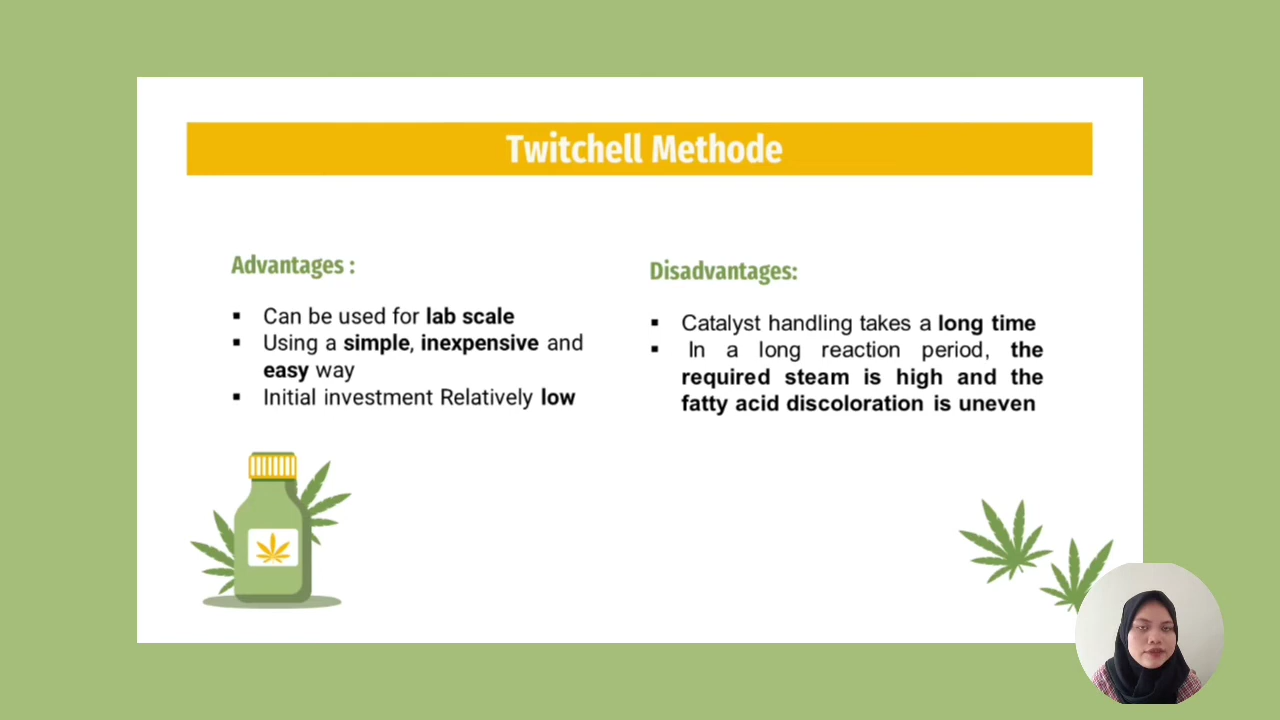 Twitchell Methode
Advantages :
▪ Can be used for lab scale
▪ Using a simple, inexpensive and
easy way
▪ Initial investment Relatively low
Disadvantages:
▪ Catalyst handling takes a long time
▪ In a long reaction period, the
required steam is high and the
fatty acid discoloration is uneven